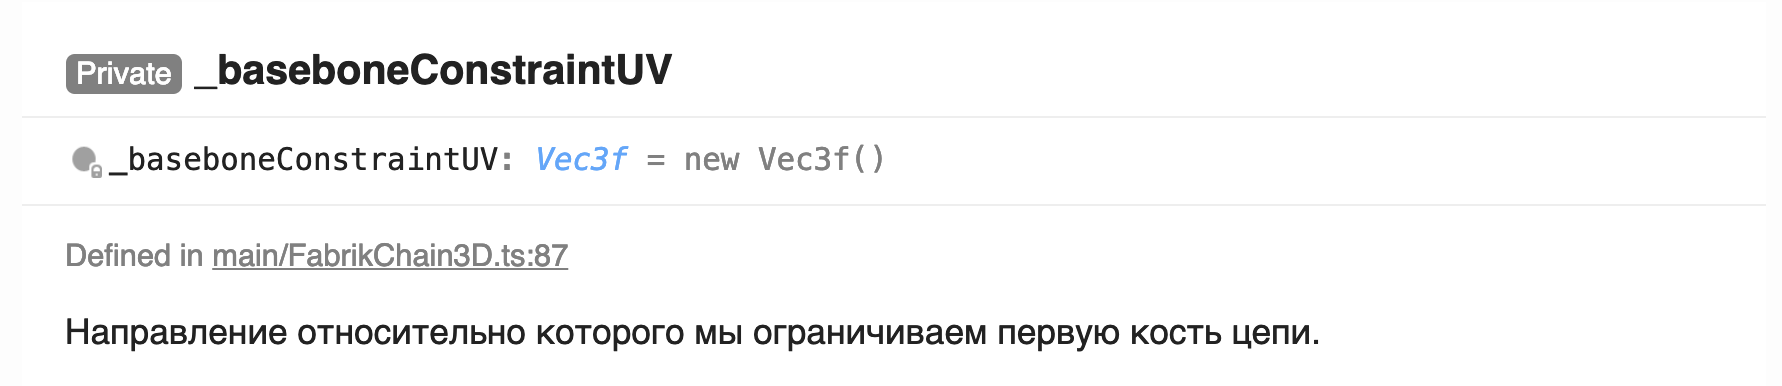 Private _baseboneConstraintUV
_baseboneConstraintUV: Vec3f = new Vec3f()
Defined in main/FabrikChain3D.ts:87
Направление относительно которого мы ограничиваем первую кость цепи.